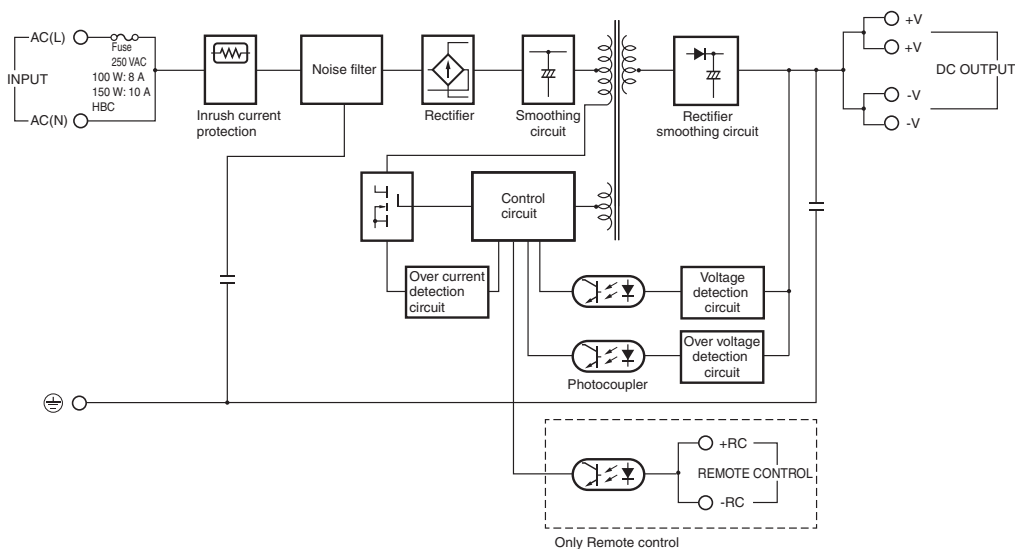 AC(L)
Fuse
250 VAC
100 W: 8 A
150 W: 10 A
HBC
INPUT
AC(N)
Inrush current
protection
Noise filter
Rectifier
Smoothing
circuit
Rectifier
smoothing circuit
+V
+V
DC OUTPUT
-V
-V
Control
circuit
Over current
detection
circuit
Voltage
detection
circuit
Over voltage
detection
circuit
Photocoupler
+RC
REMOTE CONTROL
-RC
Only Remote control